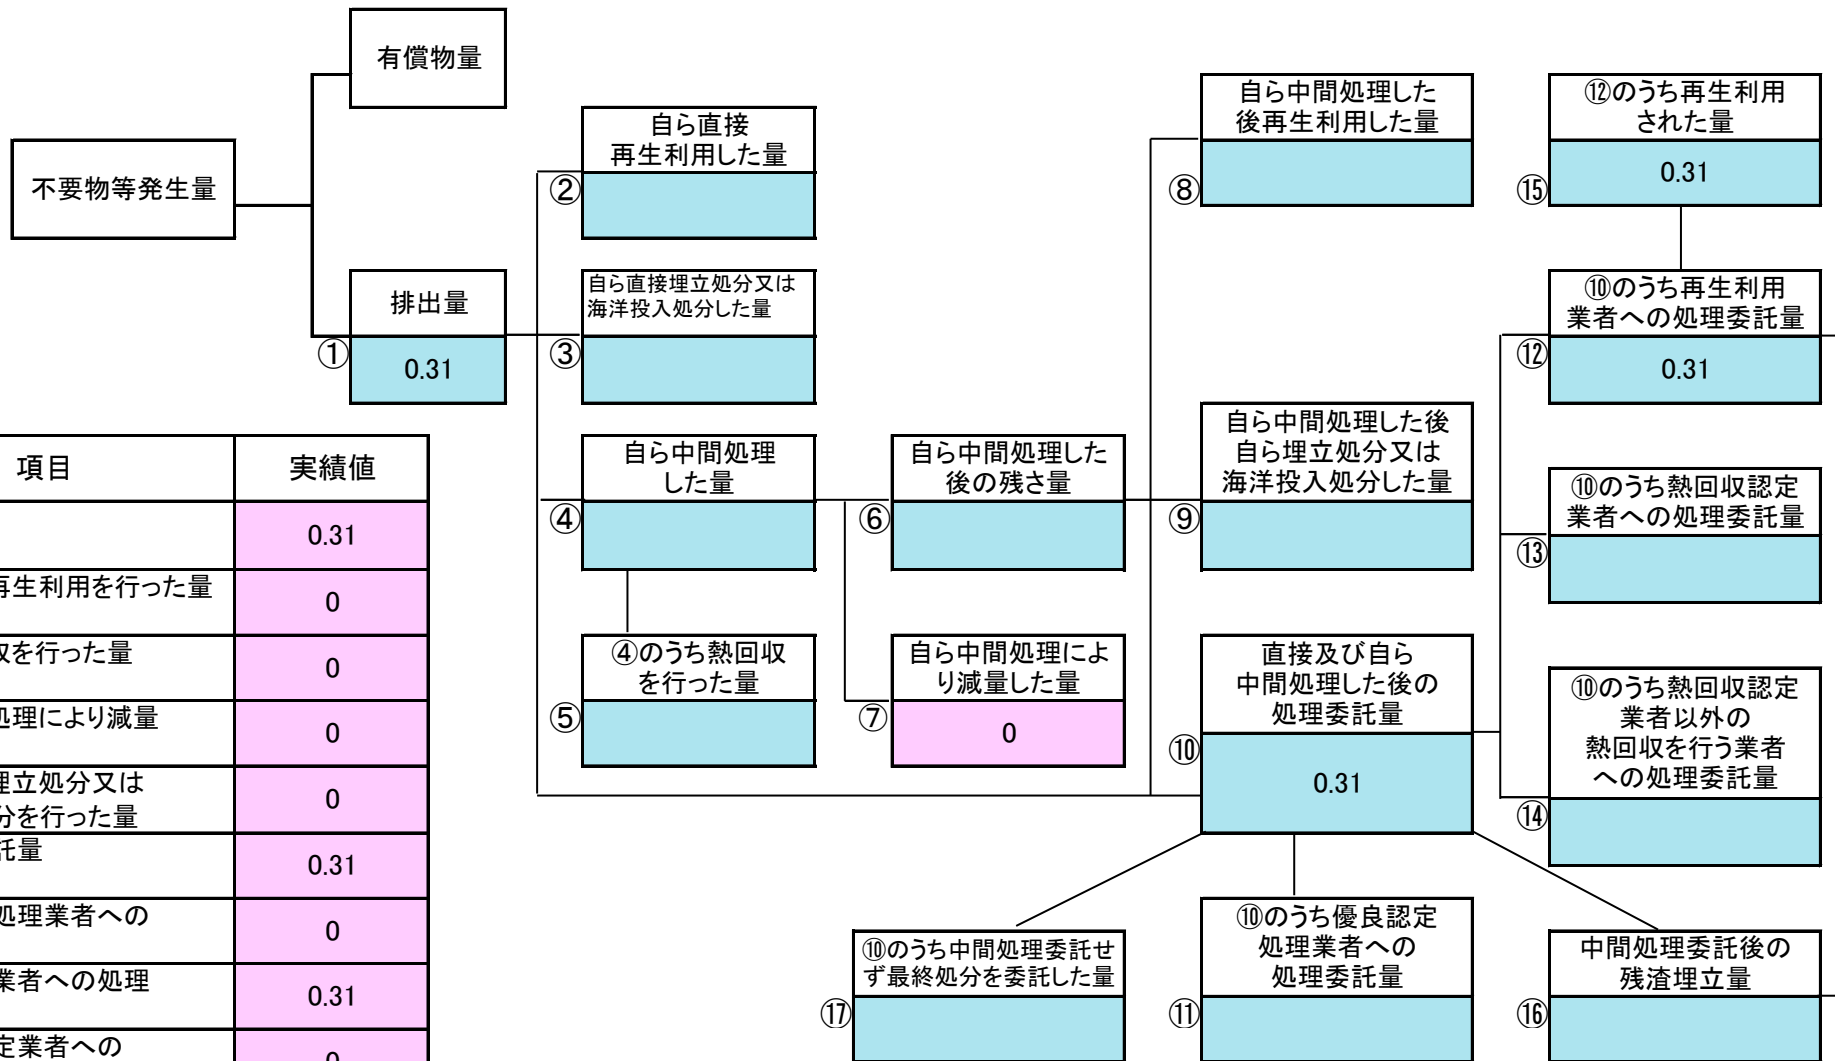 有償物量
不要物等発生量
排出量
①
0.31
自ら直接
再生利用した量
②
自ら直接埋立処分又は
海洋投入処分した量
③
自ら中間処理
した量
④
④のうち熱回収
を行った量
⑤
自ら中間処理した
後の残さ量
⑥
自ら中間処理によ
り減量した量
⑦
0
自ら中間処理した
後再生利用した量
⑧
自ら中間処理した後
自ら埋立処分又は
海洋投入処分した量
⑨
直接及び自ら
中間処理した後の
処理委託量
⑩
0.31
⑫のうち再生利用
された量
⑮
0.31
⑩のうち再生利用
業者への処理委託量
⑫
0.31
⑩のうち熱回収認定
業者への処理委託量
⑬
⑩のうち熱回収認定
業者以外の
熱回収を行う業者
への処理委託量
⑭
⑩のうち中間処理委託せ
ず最終処分を委託した量
⑰
⑩のうち優良認定
処理業者への
処理委託量
⑪
中間処理委託後の
残渣埋立量
⑯
項目 実績値
0.31
再生利用を行った量 0
を行った量 0
処理により減量 0
埋立処分又は
分を行った量 0
託量 0.31
処理業者への 0
業者への処理 0.31
定業者への 0